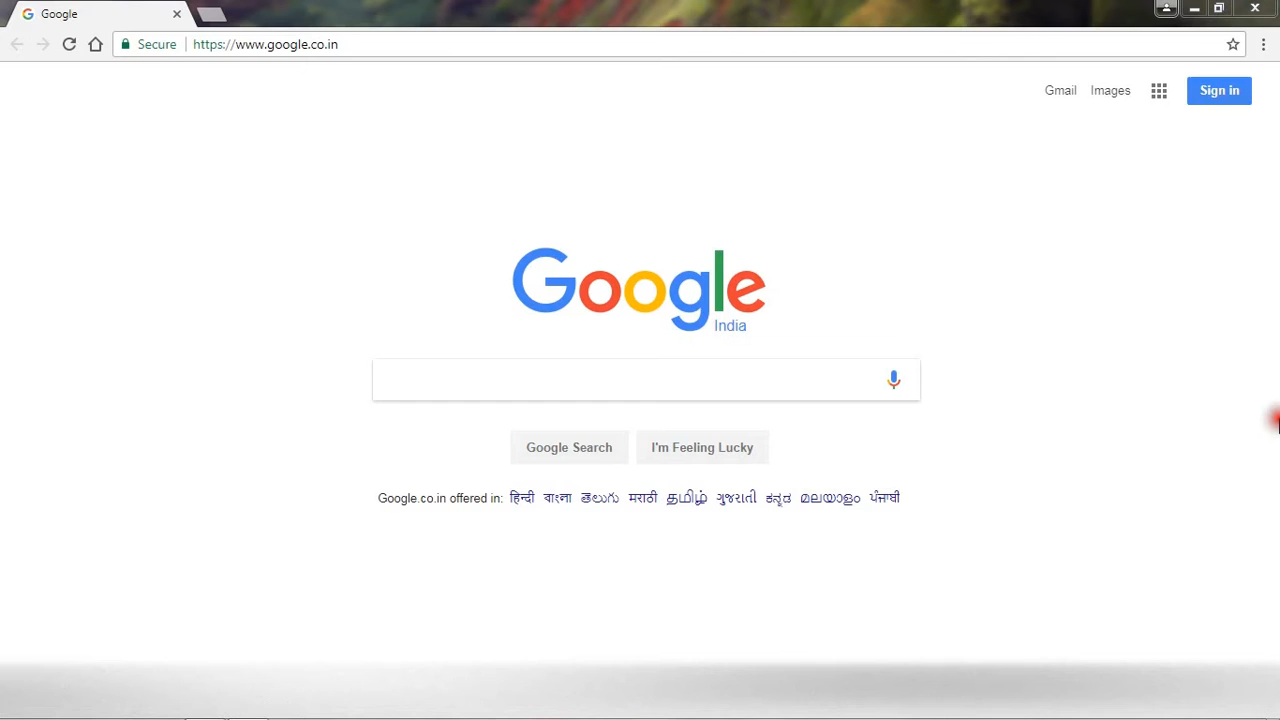 Google
Secure https://www.google.co.in
Gmail Images Sign in
Google
India
Google Search I'm Feeling Lucky
Google.co.in offered in: हिन्दी বাংলা తెలుగు मराठी தமிழ் ગુજરાતી ಕನ್ನಡ മലയാളം ਪੰਜਾਬੀ